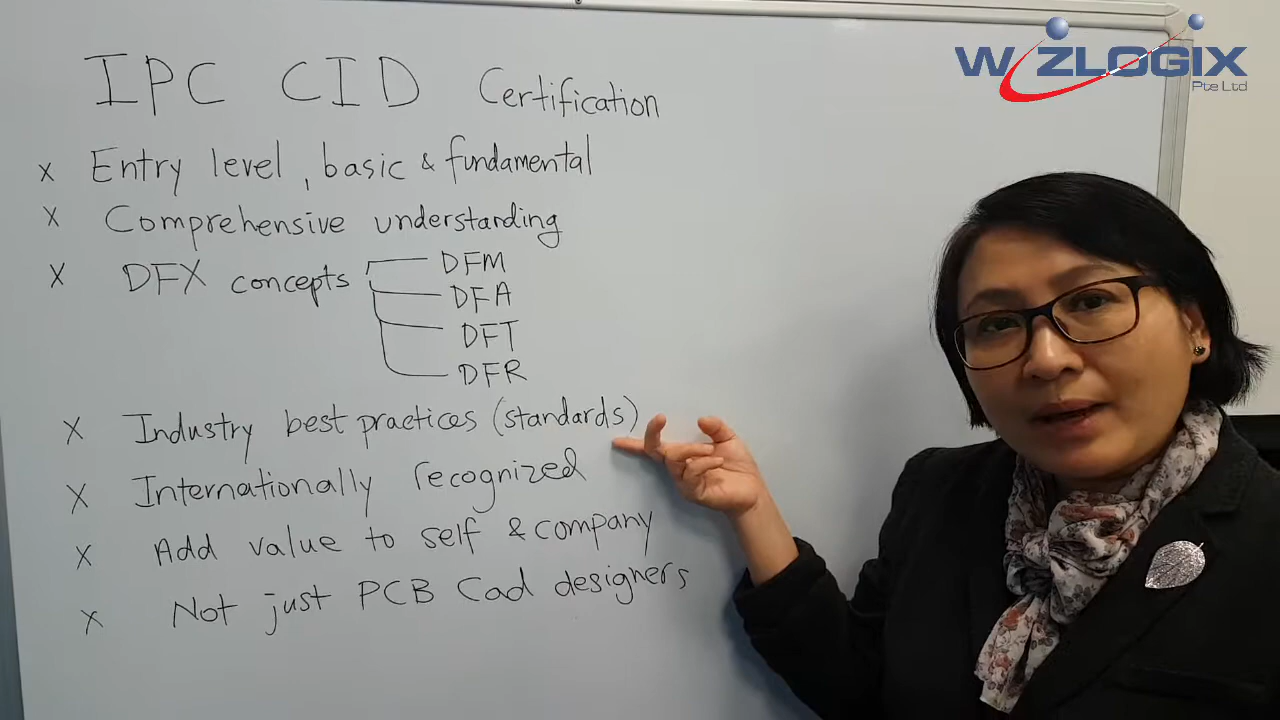 IPC CID Certification
WIZLOGIX
Pte Ltd
x Entry level, basic & fundamental
x Comprehensive understanding
x DFX concepts
DFM
DFA
DFT
DFR
x Industry best practices (standards)
x Internationally recognized
x Add value to self & company
x Not just PCB Cad designers